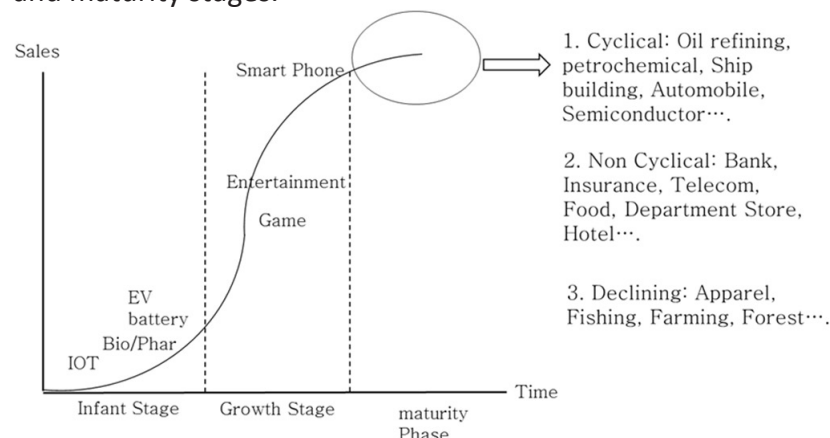 and maturity stages.
Sales
Smart Phone
Entertainment
Game
EV
battery
Bio/Phar
IOT
Time
Infant Stage
Growth Stage
maturity
Phase
1. Cyclical: Oil refining,
petrochemical, Ship
building, Automobile,
Semiconductor….
2. Non Cyclical: Bank,
Insurance, Telecom,
Food, Department Store,
Hotel….
3. Declining: Apparel,
Fishing, Farming, Forest….